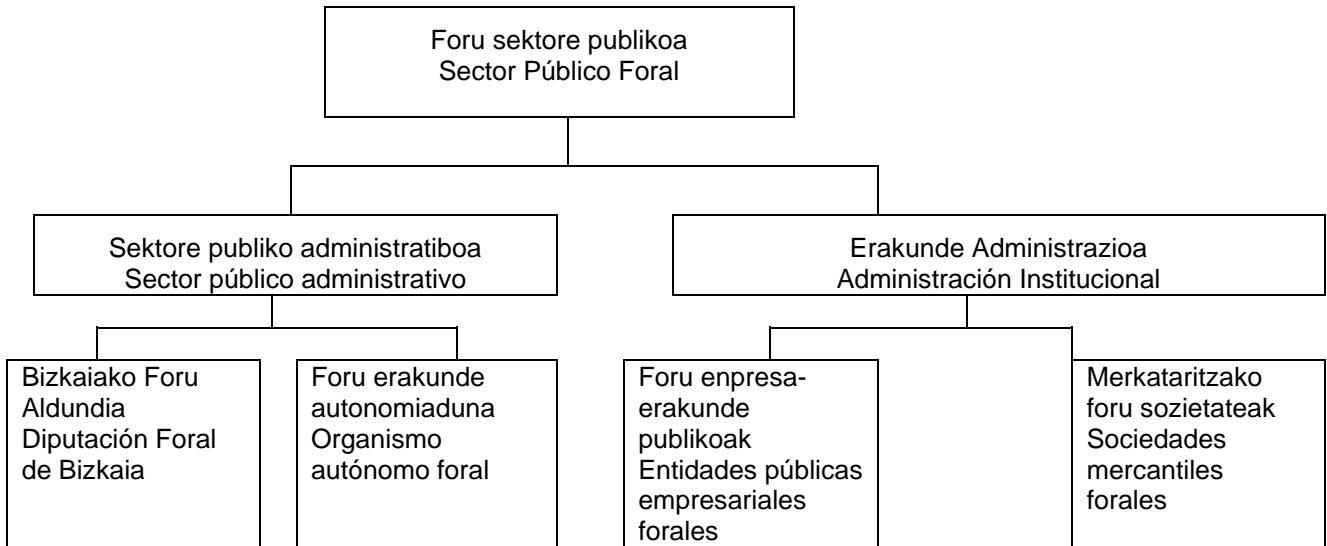 Foru sektore publikoa
Sector Público Foral
Sektore publiko administratiboa
Sector público administrativo
Erakunde Administrazioa
Administración Institucional
Bizkaiako Foru
Aldundia
Diputación Foral
de Bizkaia
Foru erakunde
autonomiaduna
Organismo
autónomo foral
Foru enpresa-
erakunde
publikoak
Entidades públicas
empresariales
forales
Merkataritzako
foru sozietateak
Sociedades
mercantiles
forales